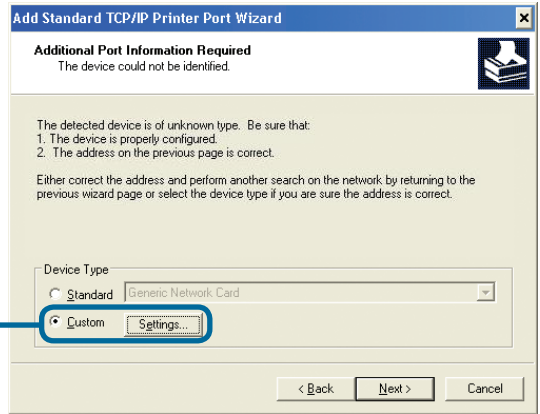 Add Standard TCP/IP Printer Port Wizard
Additional Port Information Required
The device could not be identified.
The detected device is of unknown type.  Be sure that:
1. The device is properly configured.
2.  The address on the previous page is correct.
Either correct the address and perform another search on the network by returning to the
previous wizard page or select the device type if you are sure the address is correct.
Device Type
Standard Generic Network Card
Custom Settings...
< Back Next > Cancel